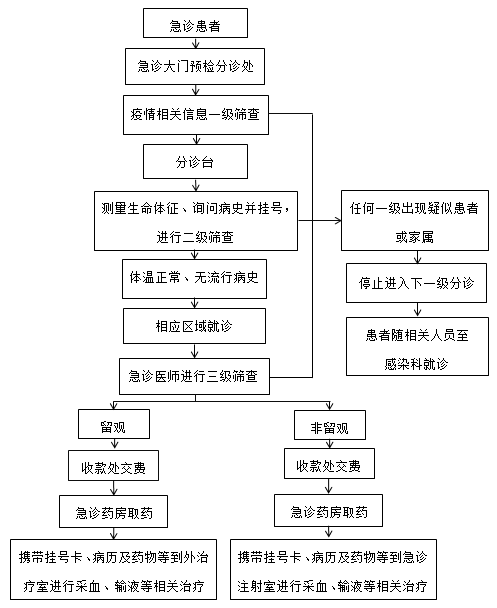 急诊患者
急诊大门预检分诊处
疫情相关信息一级筛查
分诊台
测量生命体征、询问病史并挂号，
进行二级筛查
任何一级出现疑似患者
或家属
体温正常、无流行病史
停止进入下一级分诊
相应区域就诊
患者随相关人员至
感染科就诊
急诊医师进行三级筛查
留观
非留观
收款处交费
收款处交费
急诊药房取药
急诊药房取药
携带挂号卡、病历及药物等到外治
疗室进行采血、输液等相关治疗
携带挂号卡、病历及药物等到急诊
注射室进行采血、输液等相关治疗